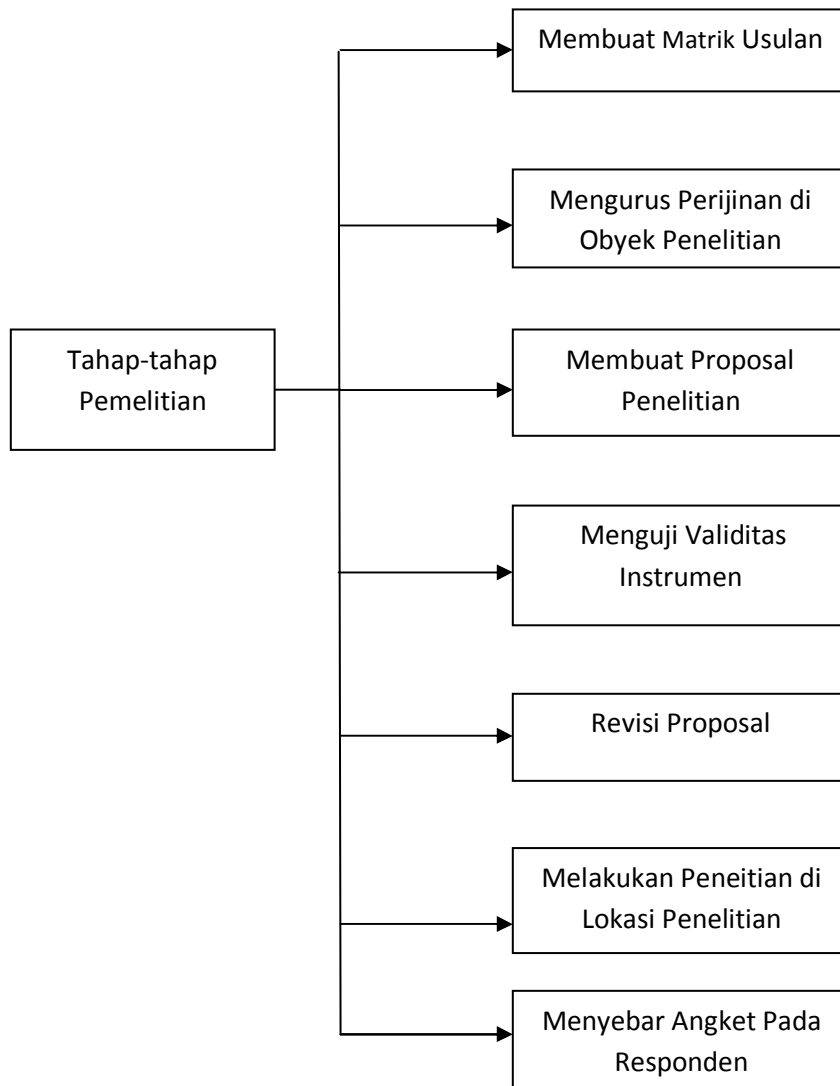 Membuat Matrik Usulan
Mengurus Perijinan di
Obyek Penelitian
Tahap-tahap
Pemelitian
Membuat Proposal
Penelitian
Menguji Validitas
Instrumen
Revisi Proposal
Melakukan Peneitian di
Lokasi Penelitian
Menyebar Angket Pada
Responden